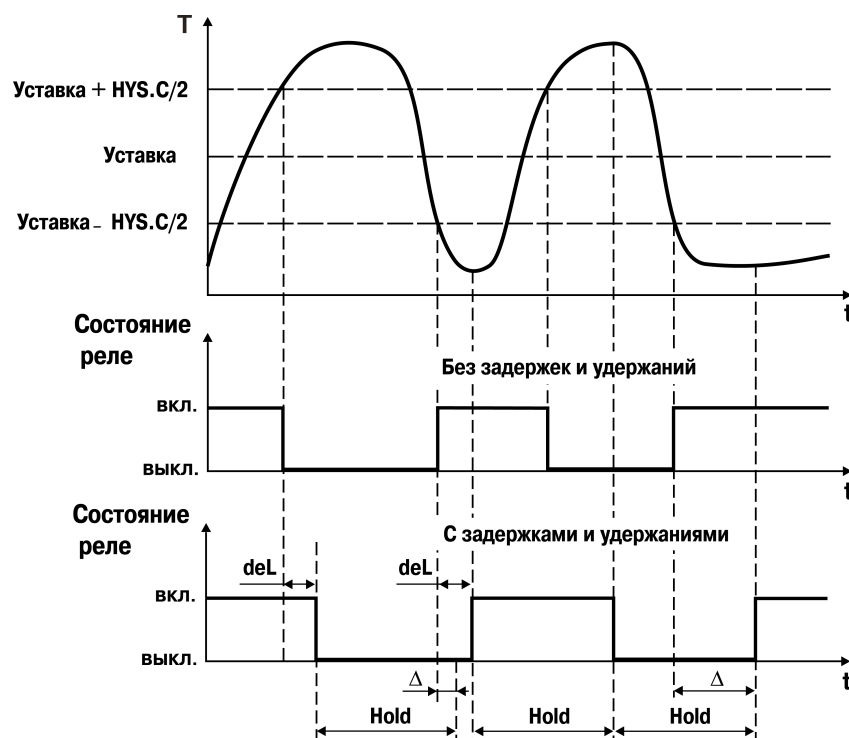 T
Уставка + HYS.C/2
Уставка
Уставка - HYS.C/2
t
Состояние
реле
Без задержек и удержаний
вкл.
выкл.
t
Состояние
реле
С задержками и удержаниями
deL
deL
вкл.
выкл.
t
Δ
Δ
Hold
Hold
Hold